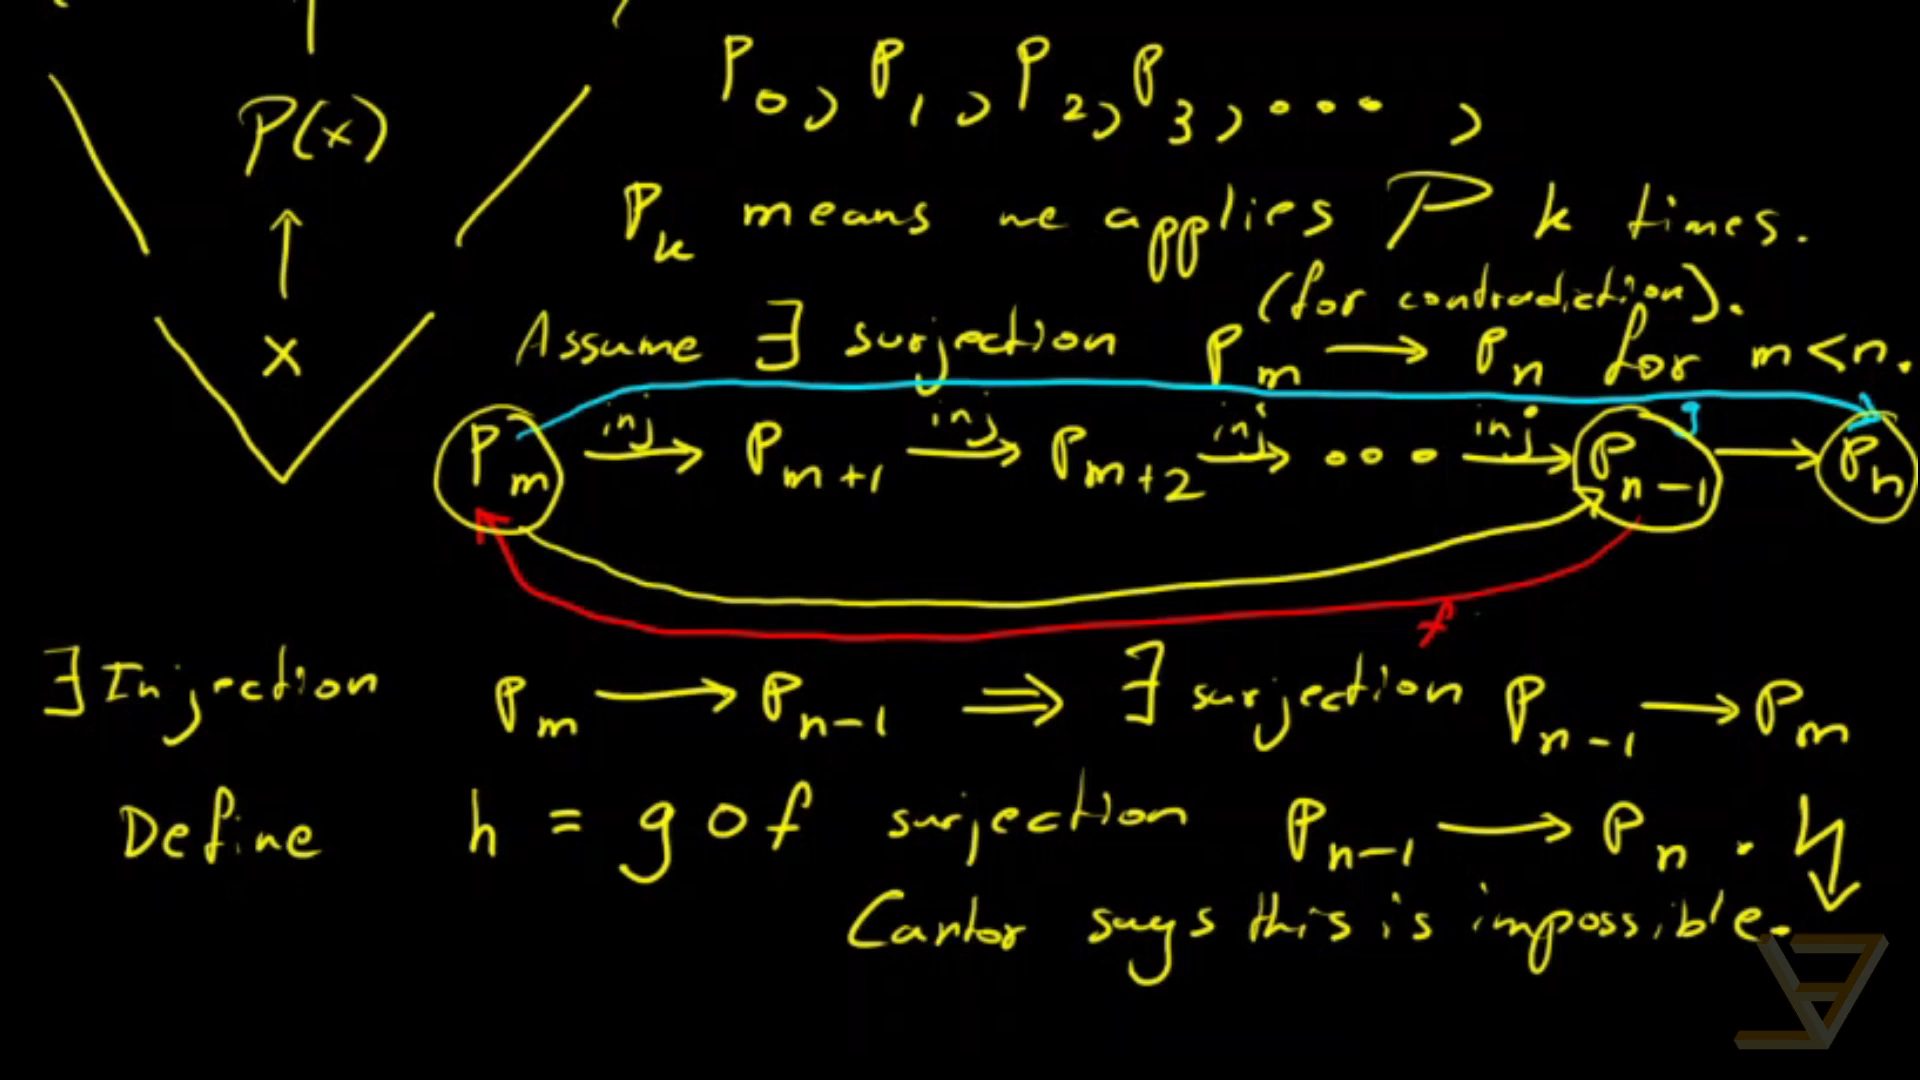 P₀, P₁, P₂, P₃, ..., 
P(x)
Pₖ means we applies P k times.
(for contradiction).
x
Assume ∃ surjection Pₘ → Pₙ for m<n.
Pₘ inj→ Pₘ₊₁ inj→ Pₘ₊₂ inj→ ... inj→ Pₙ₋₁ → Pₙ
g
f
∃ Injection Pₘ → Pₙ₋₁ ⇒ ∃ surjection Pₙ₋₁ → Pₘ
Define h = g o f surjection Pₙ₋₁ → Pₙ. ↯
Cantor says this is impossible.